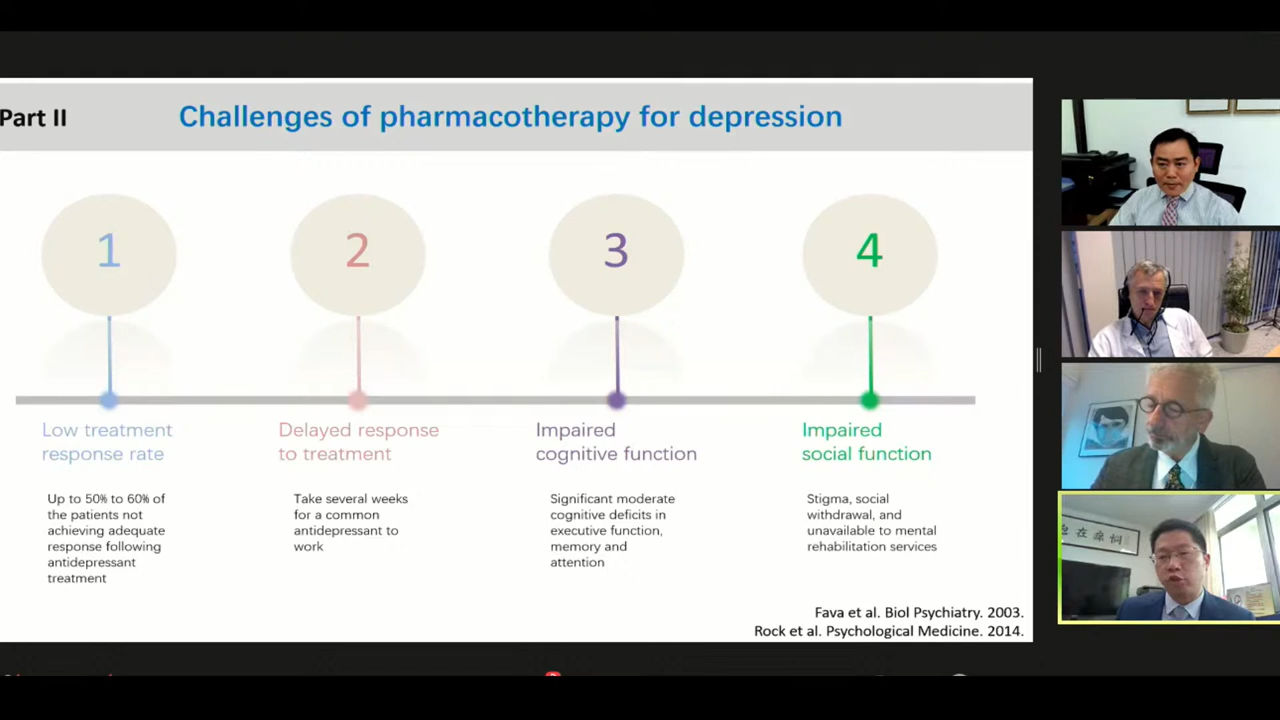 Part II
Challenges of pharmacotherapy for depression
1
2
3
4
Low treatment
response rate
Up to 50% to 60% of
the patients not
achieving adequate
response following
antidepressant
treatment
Delayed response
to treatment
Take several weeks
for a common
antidepressant to
work
Impaired
cognitive function
Significant moderate
cognitive deficits in
executive function,
memory and
attention
Impaired
social function
Stigma, social
withdrawal, and
unavailable to mental
rehabilitation services
Fava et al. Biol Psychiatry. 2003.
Rock et al. Psychological Medicine. 2014.